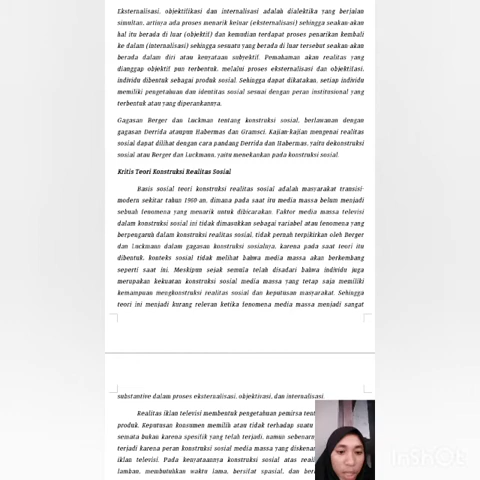 Eksternalisasi, objektifikasi dan internalisasi adalah dialektika yang berjalan
simultan, artinya ada proses menarik keluar (eksternalisasi) sehingga seakan-akan
hal itu berada di luar (objektif) dan kemudian terdapat proses penarikan kembali
ke dalam (internalisasi) sehingga sesuatu yang berada di luar tersebut seakan-akan
berada dalam diri atau kenyataan subyektif. Pemahaman akan realitas yang
dianggap objektif pun terbentuk, melalui proses eksternalisasi dan objektifasi,
individu dibentuk sebagai produk sosial. Sehingga dapat dikatakan, setiap individu
memiliki pengetahuan dan identitas sosial sesuai dengan peran institusional yang
terbentuk atau yang diperankannya.
Gagasan Berger dan Luckman tentang konstruksi sosial, berlawanan dengan
gagasan Derrida ataupun Habermas dan Gramsci. Kajian-kajian mengenai realitas
sosial dapat dilihat dengan cara pandang Derrida dan Habermas, yaitu dekonstruksi
sosial atau Berger dan Luckmann, yaitu menekankan pada konstruksi sosial.
Kritis Teori Konstruksi Realitas Sosial
Basis sosial teori konstruksi realitas sosial adalah masyarakat transisi-
modern sekitar tahun 1960 an, dimana pada saat itu media massa belum menjadi
sebuah fenomena yang menarik untuk dibicarakan. Faktor media massa televisi
dalam konstruksi sosial ini tidak dimasukkan sebagai variabel atau fenomena yang
berpengaruh dalam konstruksi realitas sosial, tidak pernah terpikirkan oleh Berger
dan Luckmann dalam gagasan konstruksi sosialnya, karena pada saat teori itu
dibentuk, konteks sosial tidak melihat bahwa media massa akan berkembang
seperti saat ini. Meskipun sejak semula telah disadari bahwa individu juga
merupakan kekuatan konstruksi sosial media massa yang tetap saja memiliki
kemampuan mengkonstruksi realitas sosial dan keputusan masyarakat. Sehingga
teori ini menjadi kurang releran ketika fenomena media massa menjadi sangat
substantive dalam proses eksternalisasi, objektivasi, dan internalisasi.
Realitas iklan televisi membentuk pengetahuan pemirsa
produk. Keputusan konsumen memilih atau tidak terhadap suatu
semata bukan karena spesifik yang telah terjadi, namun
terjadi karena peran konstruksi sosial media massa yang
iklan televisi. Pada kenyataannya konstruksi sosial atas
lamban, membutuhkan waktu lama, bersifat spasial, dan
InShOt